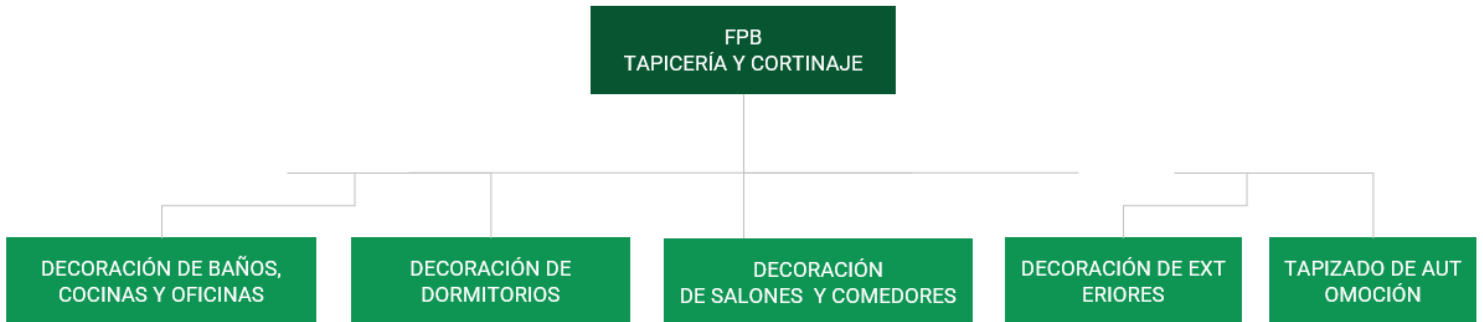 FPB
TAPICERÍA Y CORTINAJE
DECORACIÓN DE BAÑOS,
COCINAS Y OFICINAS
DECORACIÓN DE
DORMITORIOS
DECORACIÓN
DE SALONES Y COMEDORES
DECORACIÓN DE EXT
ERIORES
TAPIZADO DE AUT
OMOCIÓN